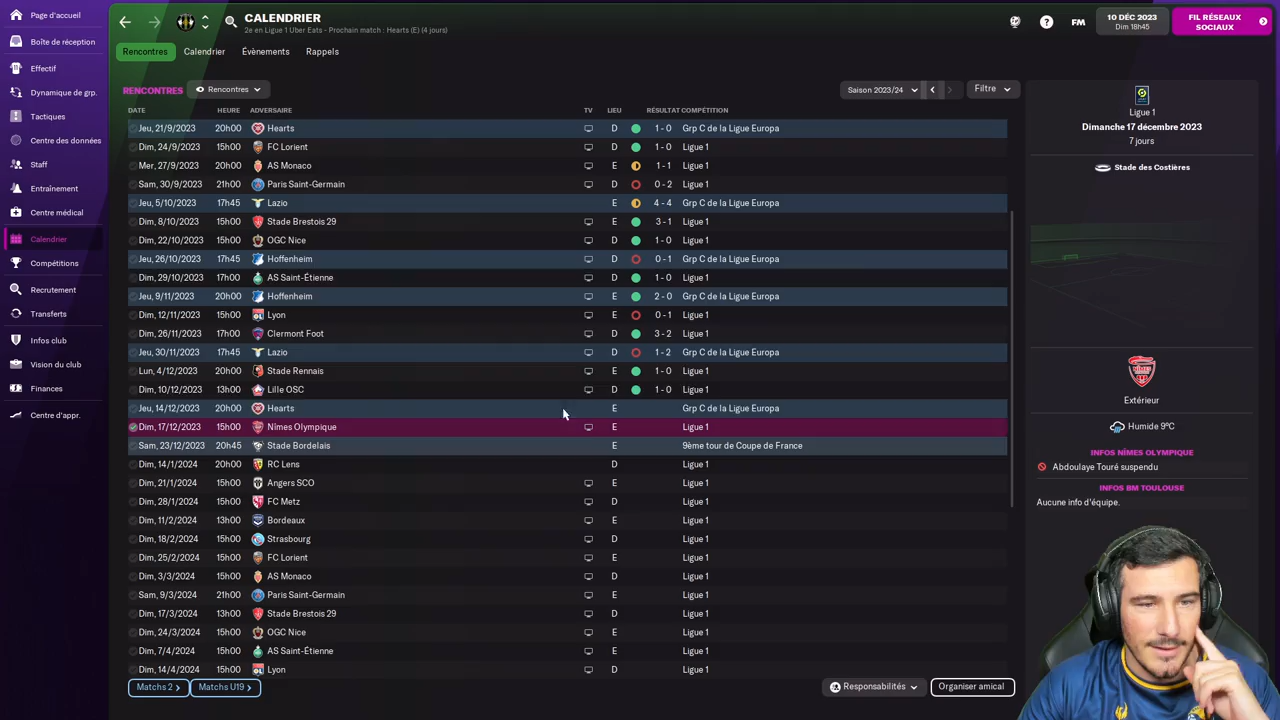 Page d'accueil
Boîte de réception
Effectif
Dynamique de grp.
Tactiques
Centre des données
Staff
Entraînement
Centre médical
Calendrier
Compétitions
Recrutement
Transferts
Infos club
Vision du club
Finances
Centre d'appr.
CALENDRIER
2e en Ligue 1 Uber Eats - Prochain match : Hearts (E) (4 jours)
? FM
10 DÉC 2023
Dim 18h45
FIL RÉSEAUX
SOCIAUX
Rencontres Calendrier Évènements Rappels
RENCONTRES Rencontres Saison 2023/24 Filtre
DATE HEURE ADVERSAIRE TV LIEU RÉSULTAT COMPÉTITION
Jeu, 21/9/2023 20h00 Hearts D 1 - 0 Grp C de la Ligue Europa
Dim, 24/9/2023 15h00 FC Lorient D 1 - 0 Ligue 1
Mer, 27/9/2023 20h00 AS Monaco E 1 - 1 Ligue 1
Sam, 30/9/2023 21h00 Paris Saint-Germain D 0 - 2 Ligue 1
Jeu, 5/10/2023 17h45 Lazio E 4 - 4 Grp C de la Ligue Europa
Dim, 8/10/2023 15h00 Stade Brestois 29 E 3 - 1 Ligue 1
Dim, 22/10/2023 15h00 OGC Nice D 1 - 0 Ligue 1
Jeu, 26/10/2023 17h45 Hoffenheim D 0 - 1 Grp C de la Ligue Europa
Dim, 29/10/2023 17h00 AS Saint-Étienne D 1 - 0 Ligue 1
Jeu, 9/11/2023 20h00 Hoffenheim E 2 - 0 Grp C de la Ligue Europa
Dim, 12/11/2023 15h00 Lyon E 0 - 1 Ligue 1
Dim, 26/11/2023 17h00 Clermont Foot D 3 - 2 Ligue 1
Jeu, 30/11/2023 17h45 Lazio D 1 - 2 Grp C de la Ligue Europa
Lun, 4/12/2023 20h00 Stade Rennais E 1 - 0 Ligue 1
Dim, 10/12/2023 13h00 Lille OSC D 1 - 0 Ligue 1
Jeu, 14/12/2023 20h00 Hearts E Grp C de la Ligue Europa
Dim, 17/12/2023 15h00 Nîmes Olympique E Ligue 1
Sam, 23/12/2023 20h45 Stade Bordelais E 9ème tour de Coupe de France
Dim, 14/1/2024 20h00 RC Lens D Ligue 1
Dim, 21/1/2024 15h00 Angers SCO E Ligue 1
Dim, 28/1/2024 15h00 FC Metz D Ligue 1
Dim, 11/2/2024 13h00 Bordeaux E Ligue 1
Dim, 18/2/2024 15h00 Strasbourg D Ligue 1
Dim, 25/2/2024 15h00 FC Lorient E Ligue 1
Dim, 3/3/2024 15h00 AS Monaco D Ligue 1
Sam, 9/3/2024 21h00 Paris Saint-Germain E Ligue 1
Dim, 17/3/2024 13h00 Stade Brestois 29 D Ligue 1
Dim, 24/3/2024 15h00 OGC Nice E Ligue 1
Dim, 7/4/2024 15h00 AS Saint-Étienne E Ligue 1
Dim, 14/4/2024 15h00 Lyon D Ligue 1
Matchs 2 Matchs U19 Responsabilités Organiser amical
Ligue 1
Dimanche 17 décembre 2023
7 jours
Stade des Costières
Extérieur
Humide 9°C
INFOS NÎMES OLYMPIQUE
Abdoulaye Touré suspendu
INFOS BM TOULOUSE
Aucune info d'équipe.